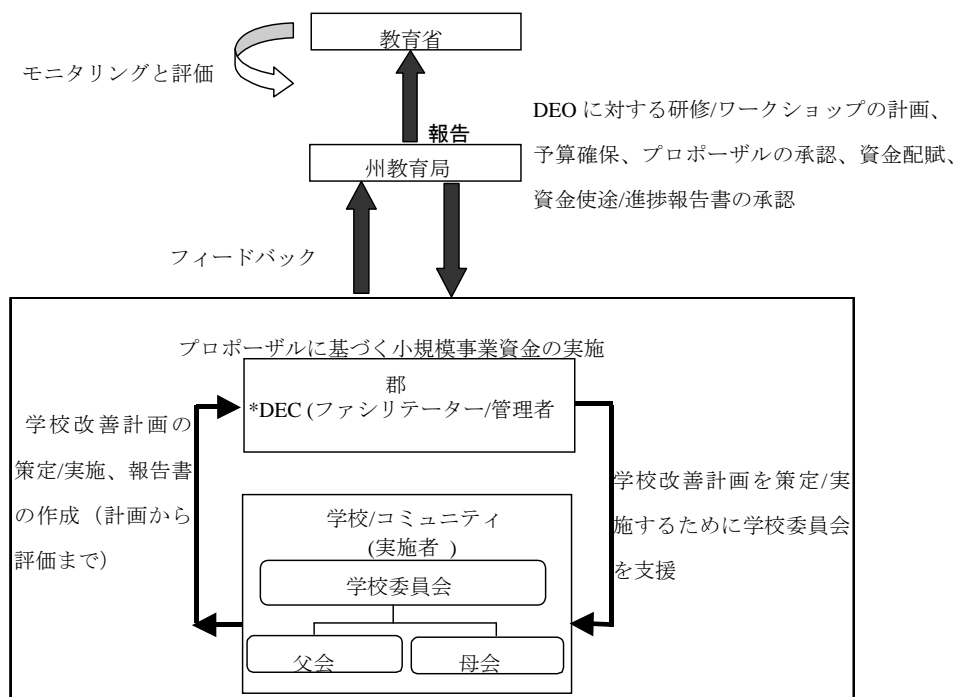 教育省
モニタリングと評価
DEO に対する研修/ワークショップの計画、
予算確保、プロポーザルの承認、資金配賦、
資金使途/進捗報告書の承認
報告
州教育局
フィードバック
プロポーザルに基づく小規模事業資金の実施
郡
*DEC (ファシリテーター/管理者
学校改善計画の
策定/実施、報告書
の作成（計画から
評価まで）
学校改善計画を策定/実
施するために学校委員会
を支援
学校/コミュニティ
(実施者 )
学校委員会
父会
母会